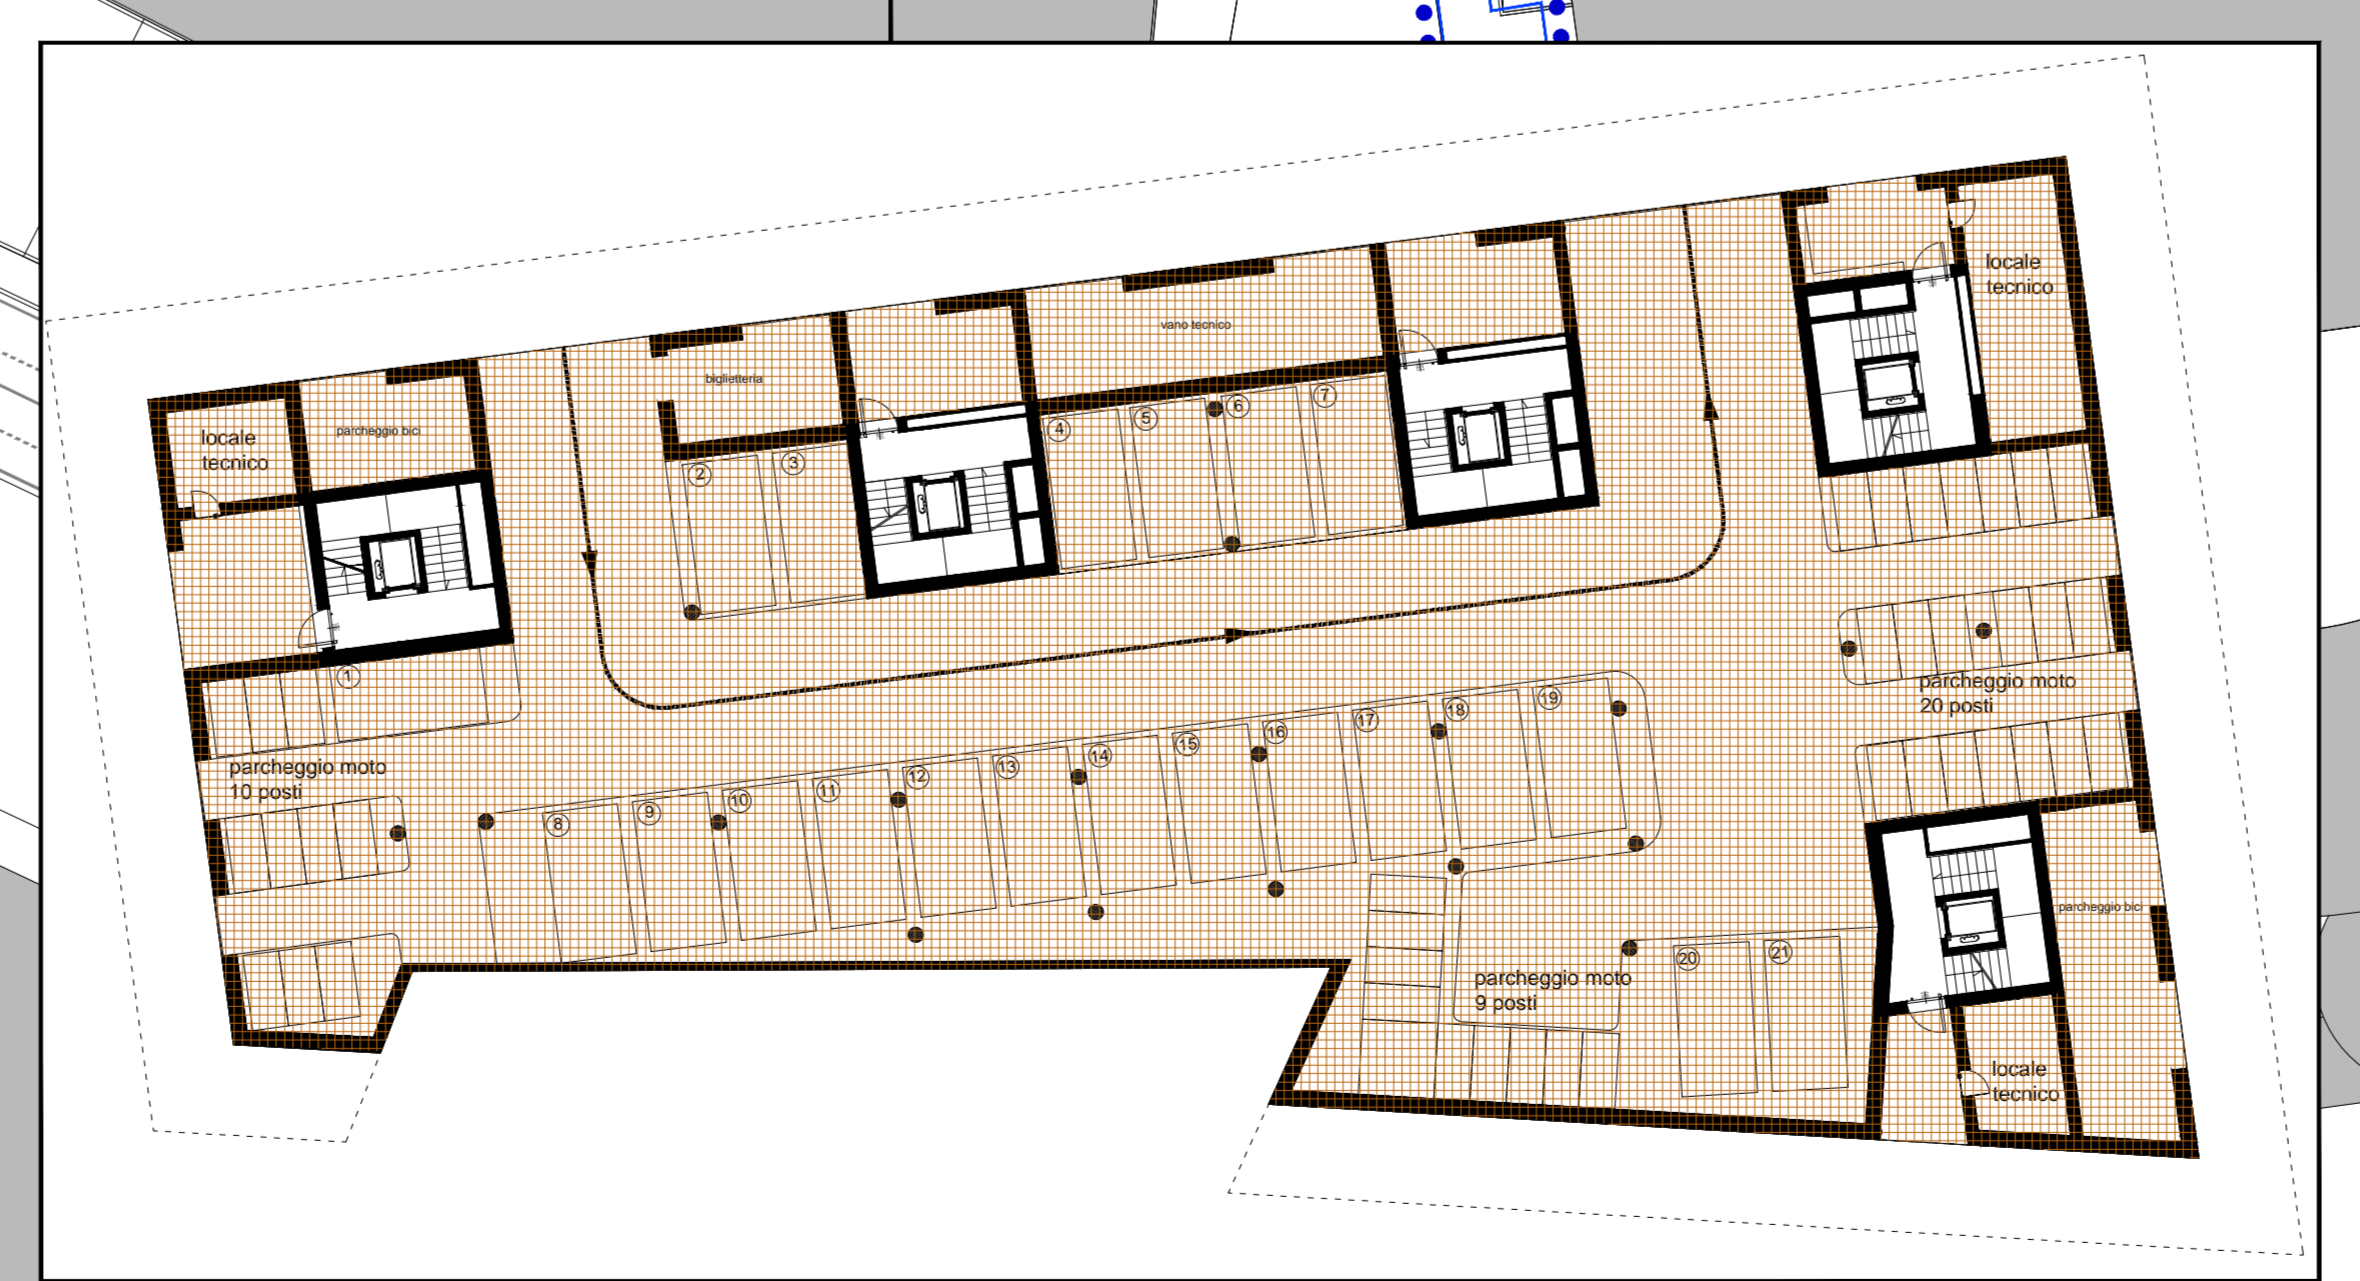 locale
tecnico
vano tecnico
biglietteria
7
6
5
4
locale
tecnico
parcheggio bici
3
2
1
parcheggio moto
20 posti
19
18
17
16
15
14
13
12
11
10
9
8
parcheggio moto
10 posti
parcheggio bici
21
20
parcheggio moto
9 posti
locale
tecnico